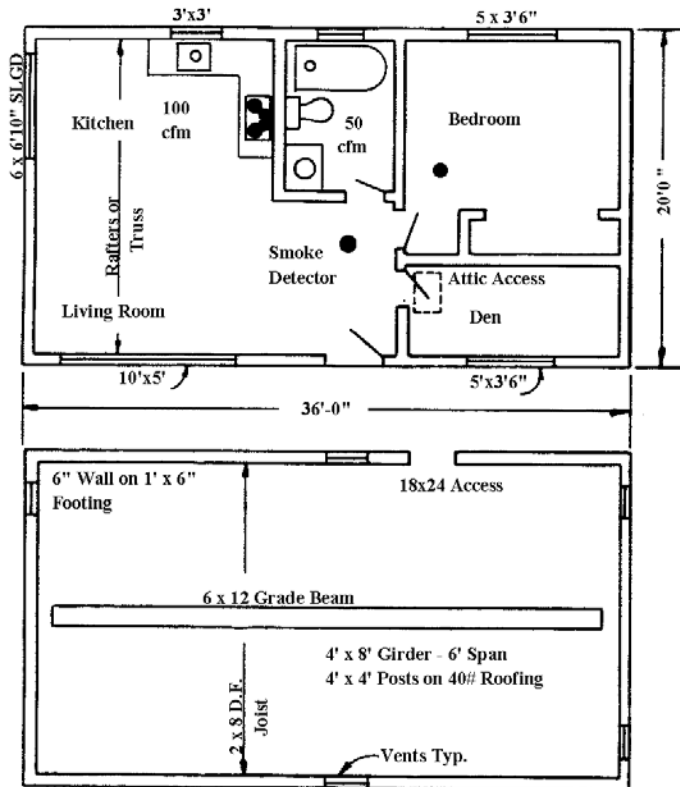 3'x3'
5 x 3'6"
6 x 6'10" SLGD
Kitchen
100
cfm
50
cfm
Bedroom
20'0"
Rafters or
Truss
Smoke
Detector
Attic Access
Den
Living Room
10'x5'
5'x3'6"
36'-0"
6" Wall on 1' x 6"
Footing
18x24 Access
6 x 12 Grade Beam
4' x 8' Girder - 6' Span
4' x 4' Posts on 40# Roofing
2 x 8 D.F.
Joist
Vents Typ.